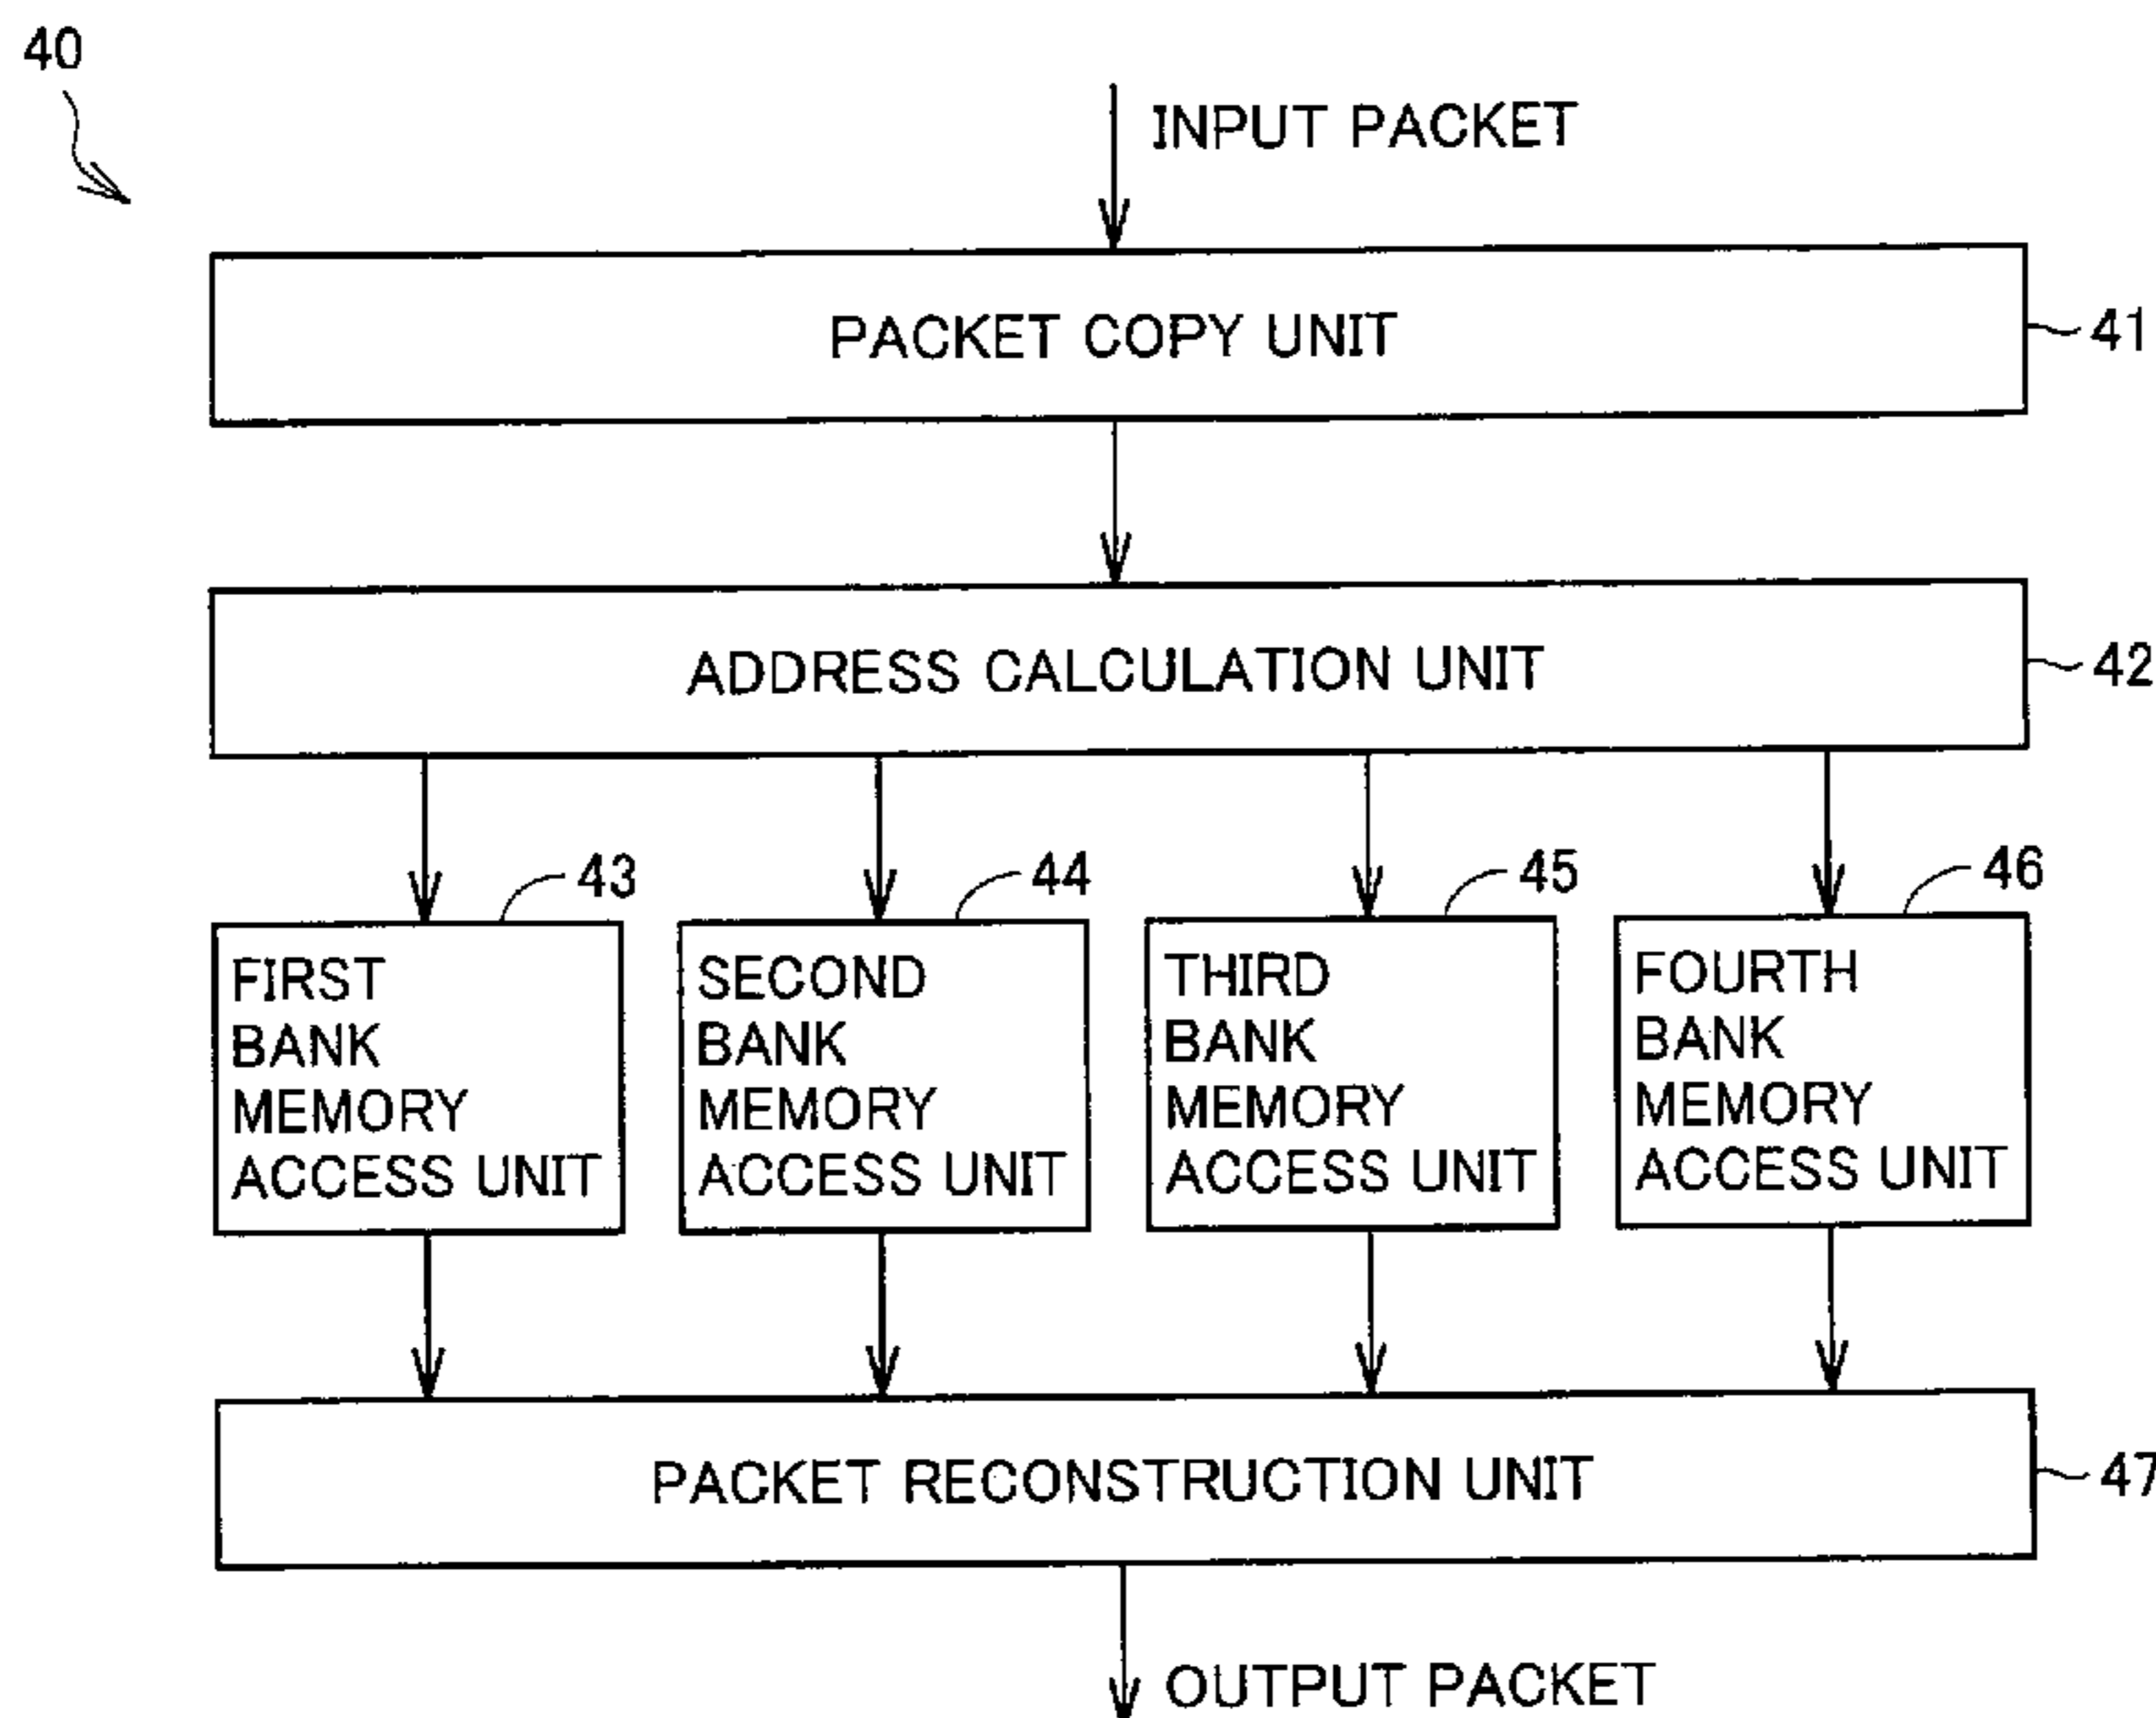 40
INPUT PACKET
PACKET COPY UNIT
41
ADDRESS CALCULATION UNIT
42
43
44
45
46
FIRST
BANK
MEMORY
ACCESS UNIT
SECOND
BANK
MEMORY
ACCESS UNIT
THIRD
BANK
MEMORY
ACCESS UNIT
FOURTH
BANK
MEMORY
ACCESS UNIT
PACKET RECONSTRUCTION UNIT
47
OUTPUT PACKET